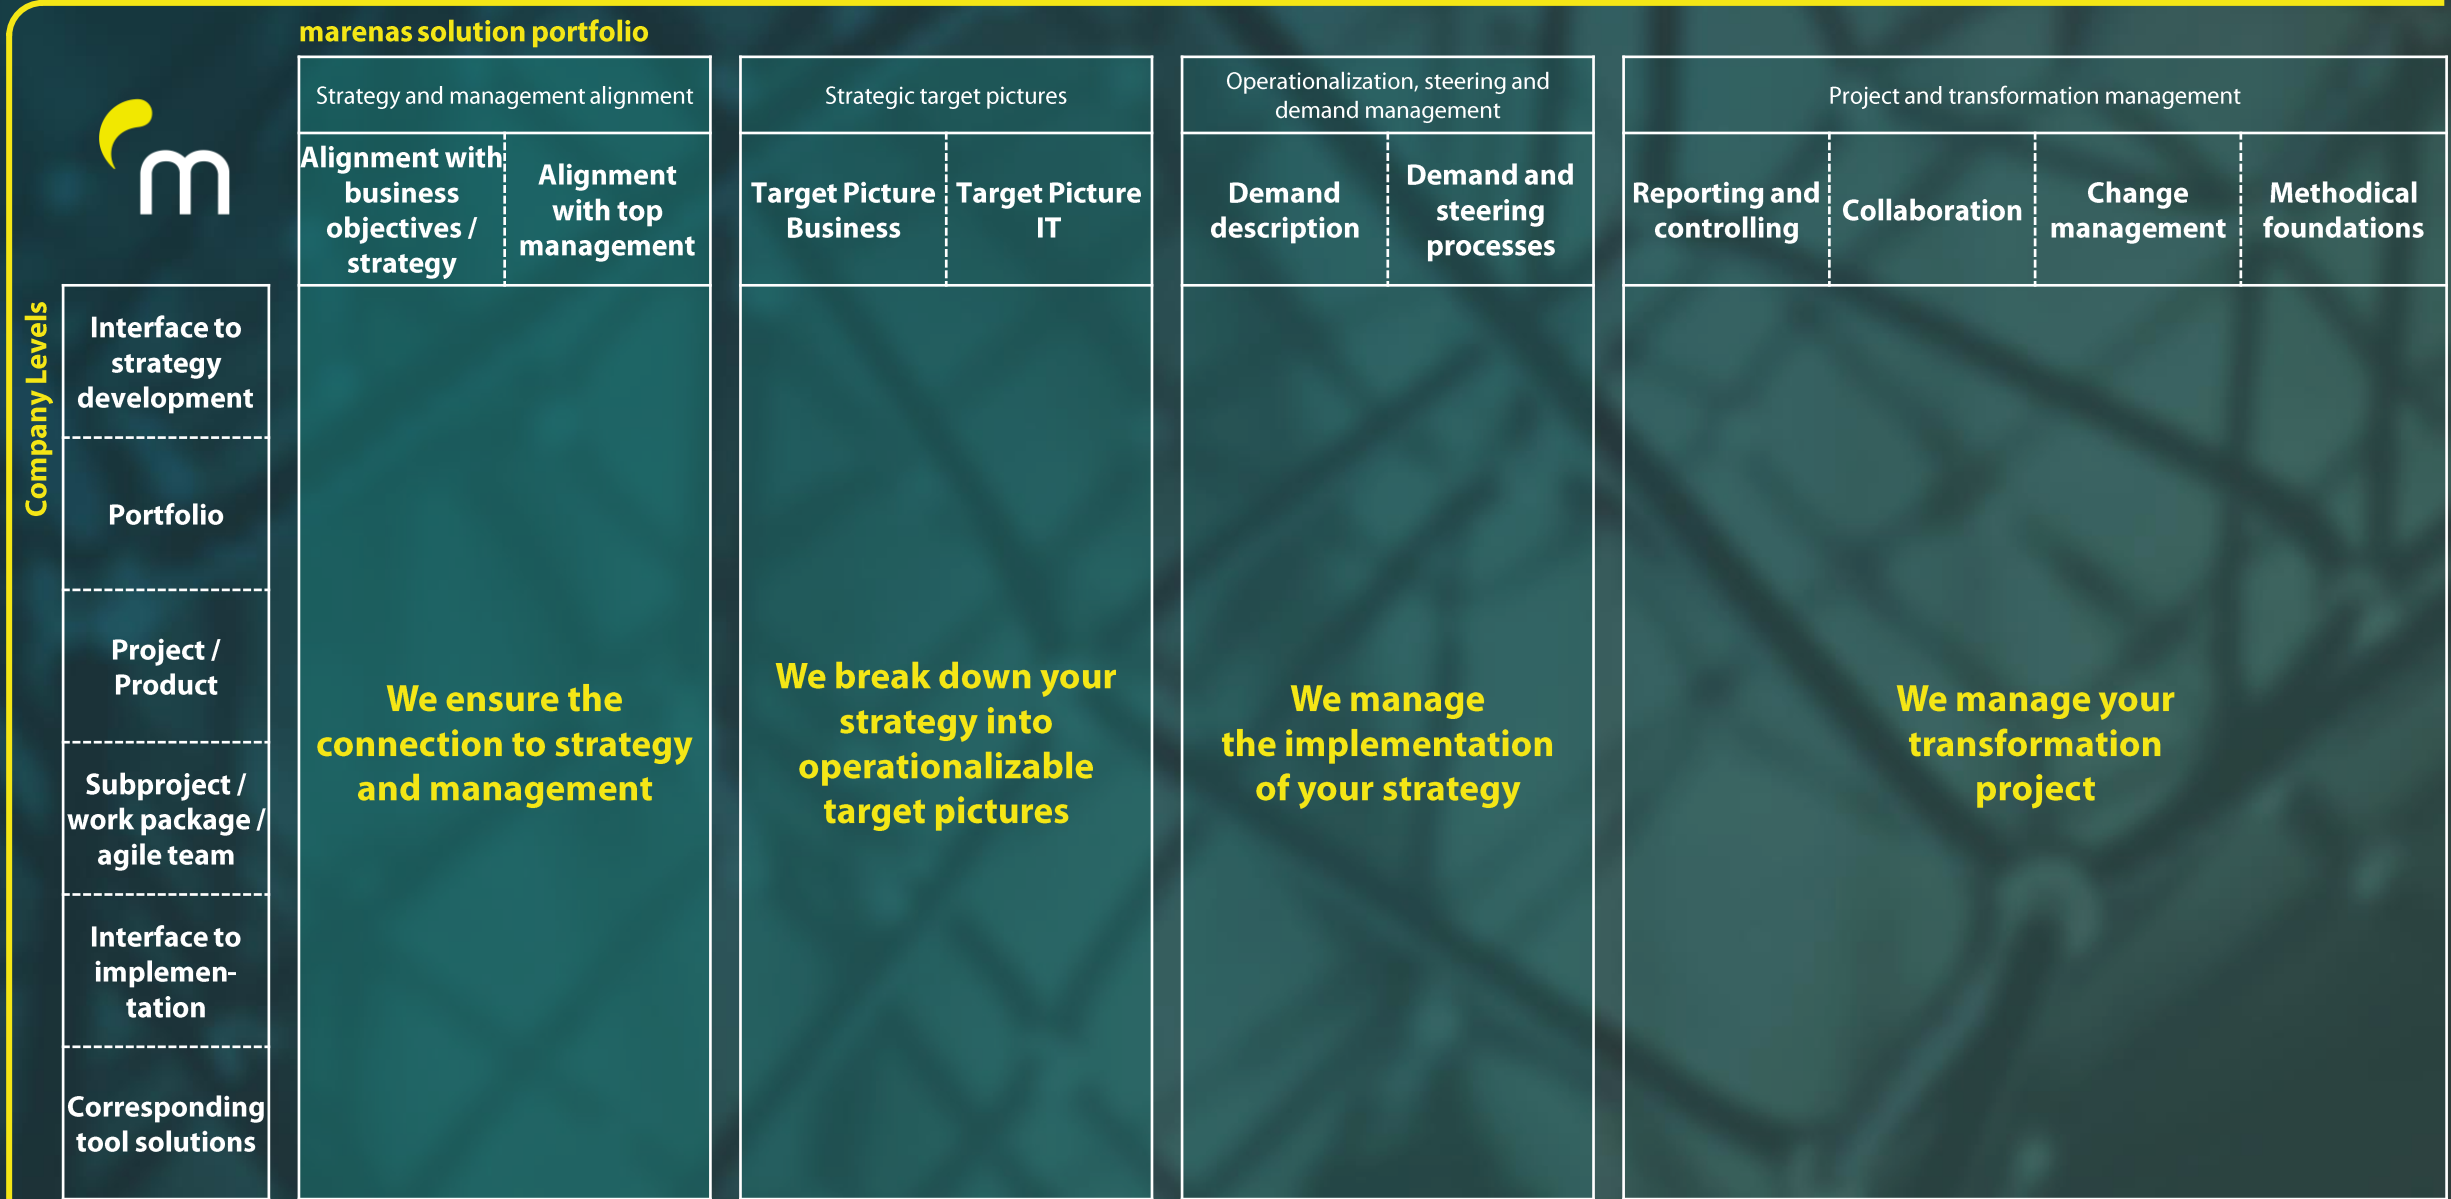 marenas solution portfolio
Strategy and management alignment
Strategic target pictures
Operationalization, steering and
demand management
Project and transformation management
Alignment with
business
objectives /
strategy
Alignment
with top
management
Target Picture
Business
Target Picture
IT
Demand
description
Demand and
steering
processes
Reporting and
controlling
Collaboration
Change
management
Methodical
foundations
m
Company Levels
Interface to
strategy
development
Portfolio
Project /
Product
Subproject /
work package /
agile team
Interface to
implemen-
tation
Corresponding
tool solutions
We ensure the
connection to strategy
and management
We break down your
strategy into
operationalizable
target pictures
We manage
the implementation
of your strategy
We manage your
transformation
project